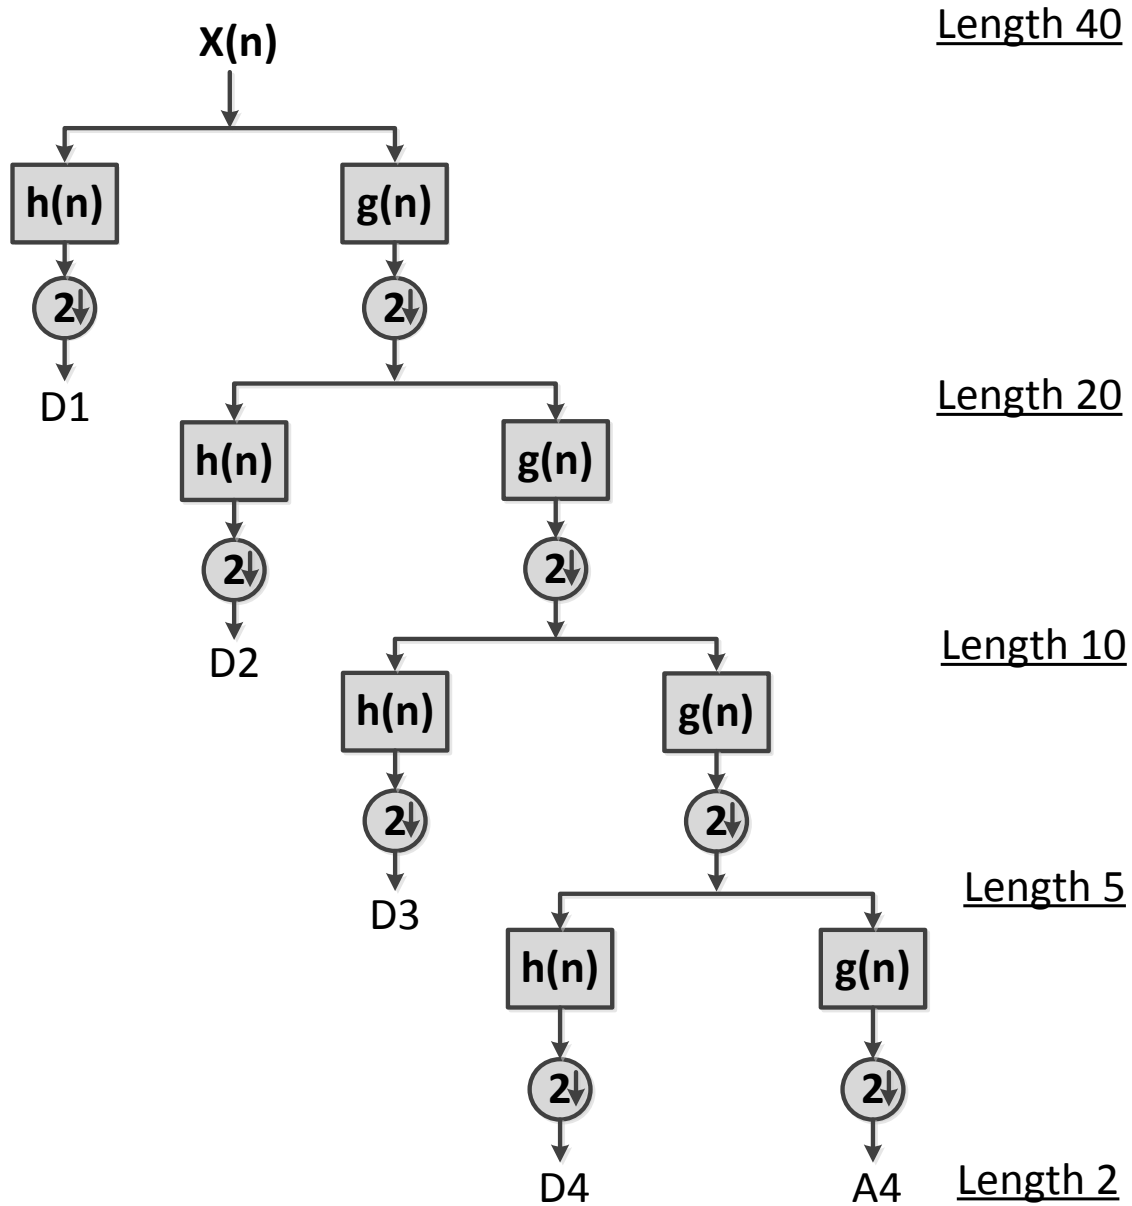 X(n)
Length 40
h(n)
g(n)
2↓
2↓
D1
Length 20
h(n)
g(n)
2↓
2↓
D2
Length 10
h(n)
g(n)
2↓
2↓
D3
Length 5
h(n)
g(n)
2↓
2↓
D4
A4
Length 2